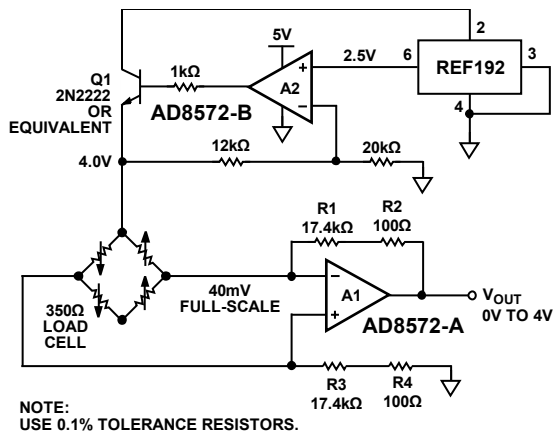 2
5V
6
3
2.5V
REF192
Q1
2N2222
OR
EQUIVALENT
1kΩ
+
A2
−
AD8572-B
4
12kΩ
20kΩ
4.0V
R1
17.4kΩ
R2
100Ω
−
A1
+
40mV
FULL-SCALE
350Ω
LOAD
CELL
VOUT
0V TO 4V
AD8572-A
R3
17.4kΩ
R4
100Ω
NOTE:
USE 0.1% TOLERANCE RESISTORS.